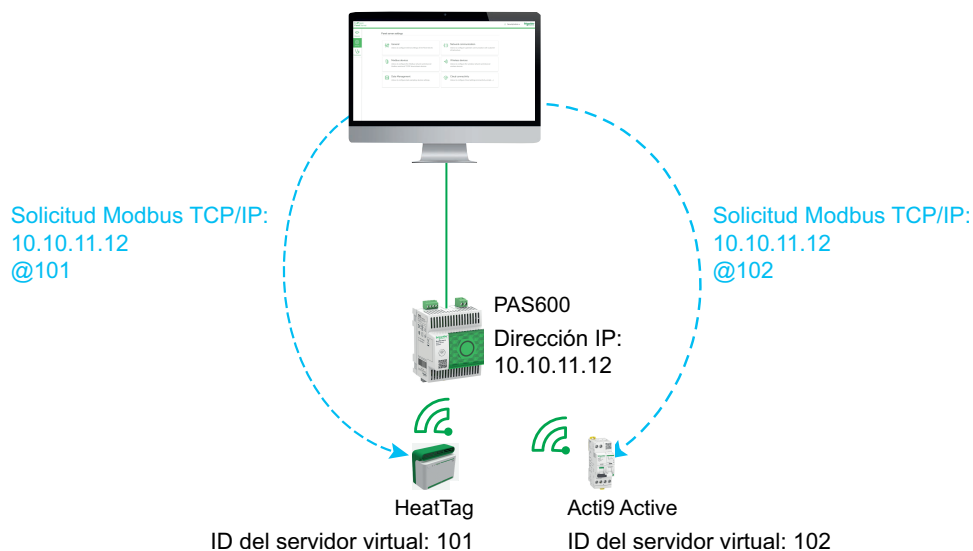 Solicitud Modbus TCP/IP:
10.10.11.12
@101
Solicitud Modbus TCP/IP:
10.10.11.12
@102
PAS600
Dirección IP:
10.10.11.12
HeatTag
Acti9 Active
ID del servidor virtual: 101
ID del servidor virtual: 102